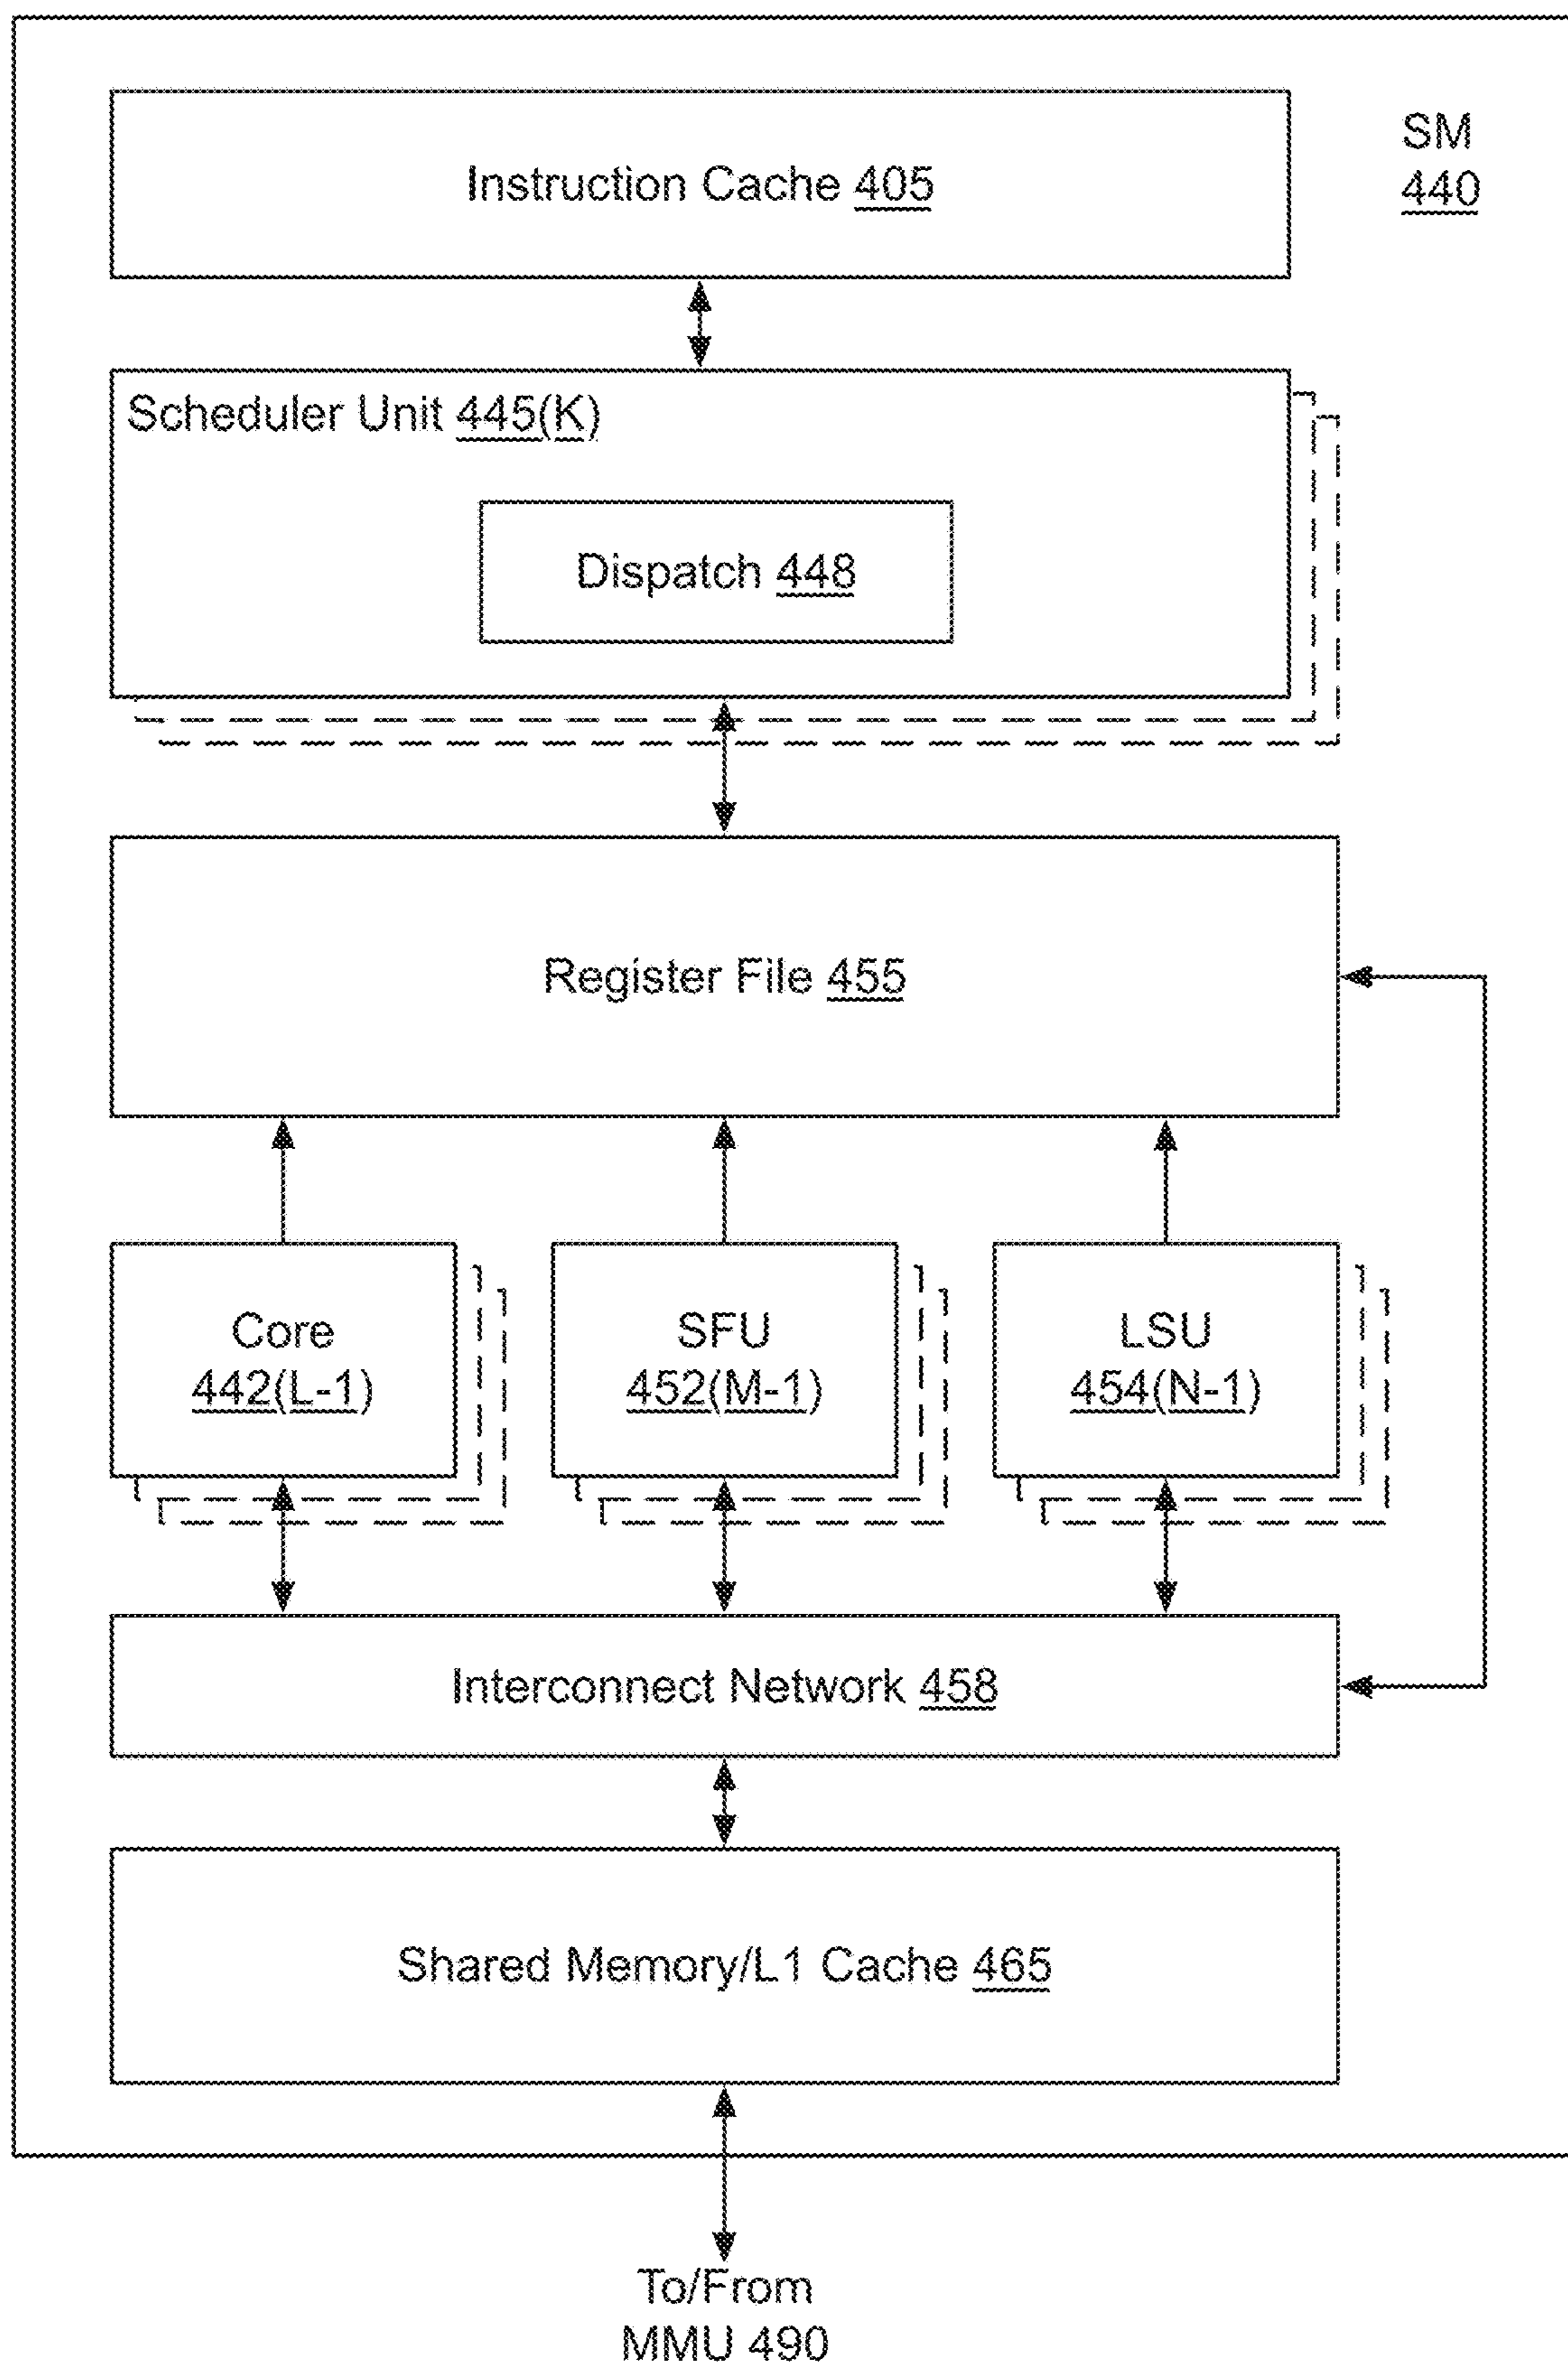 SM
440
Instruction Cache 405
Scheduler Unit 445(K)
Dispatch 448
Register File 455
Core
442(L-1)
SFU
452(M-1)
LSU
454(N-1)
Interconnect Network 458
Shared Memory/L1 Cache 465
To/From
MMU 490